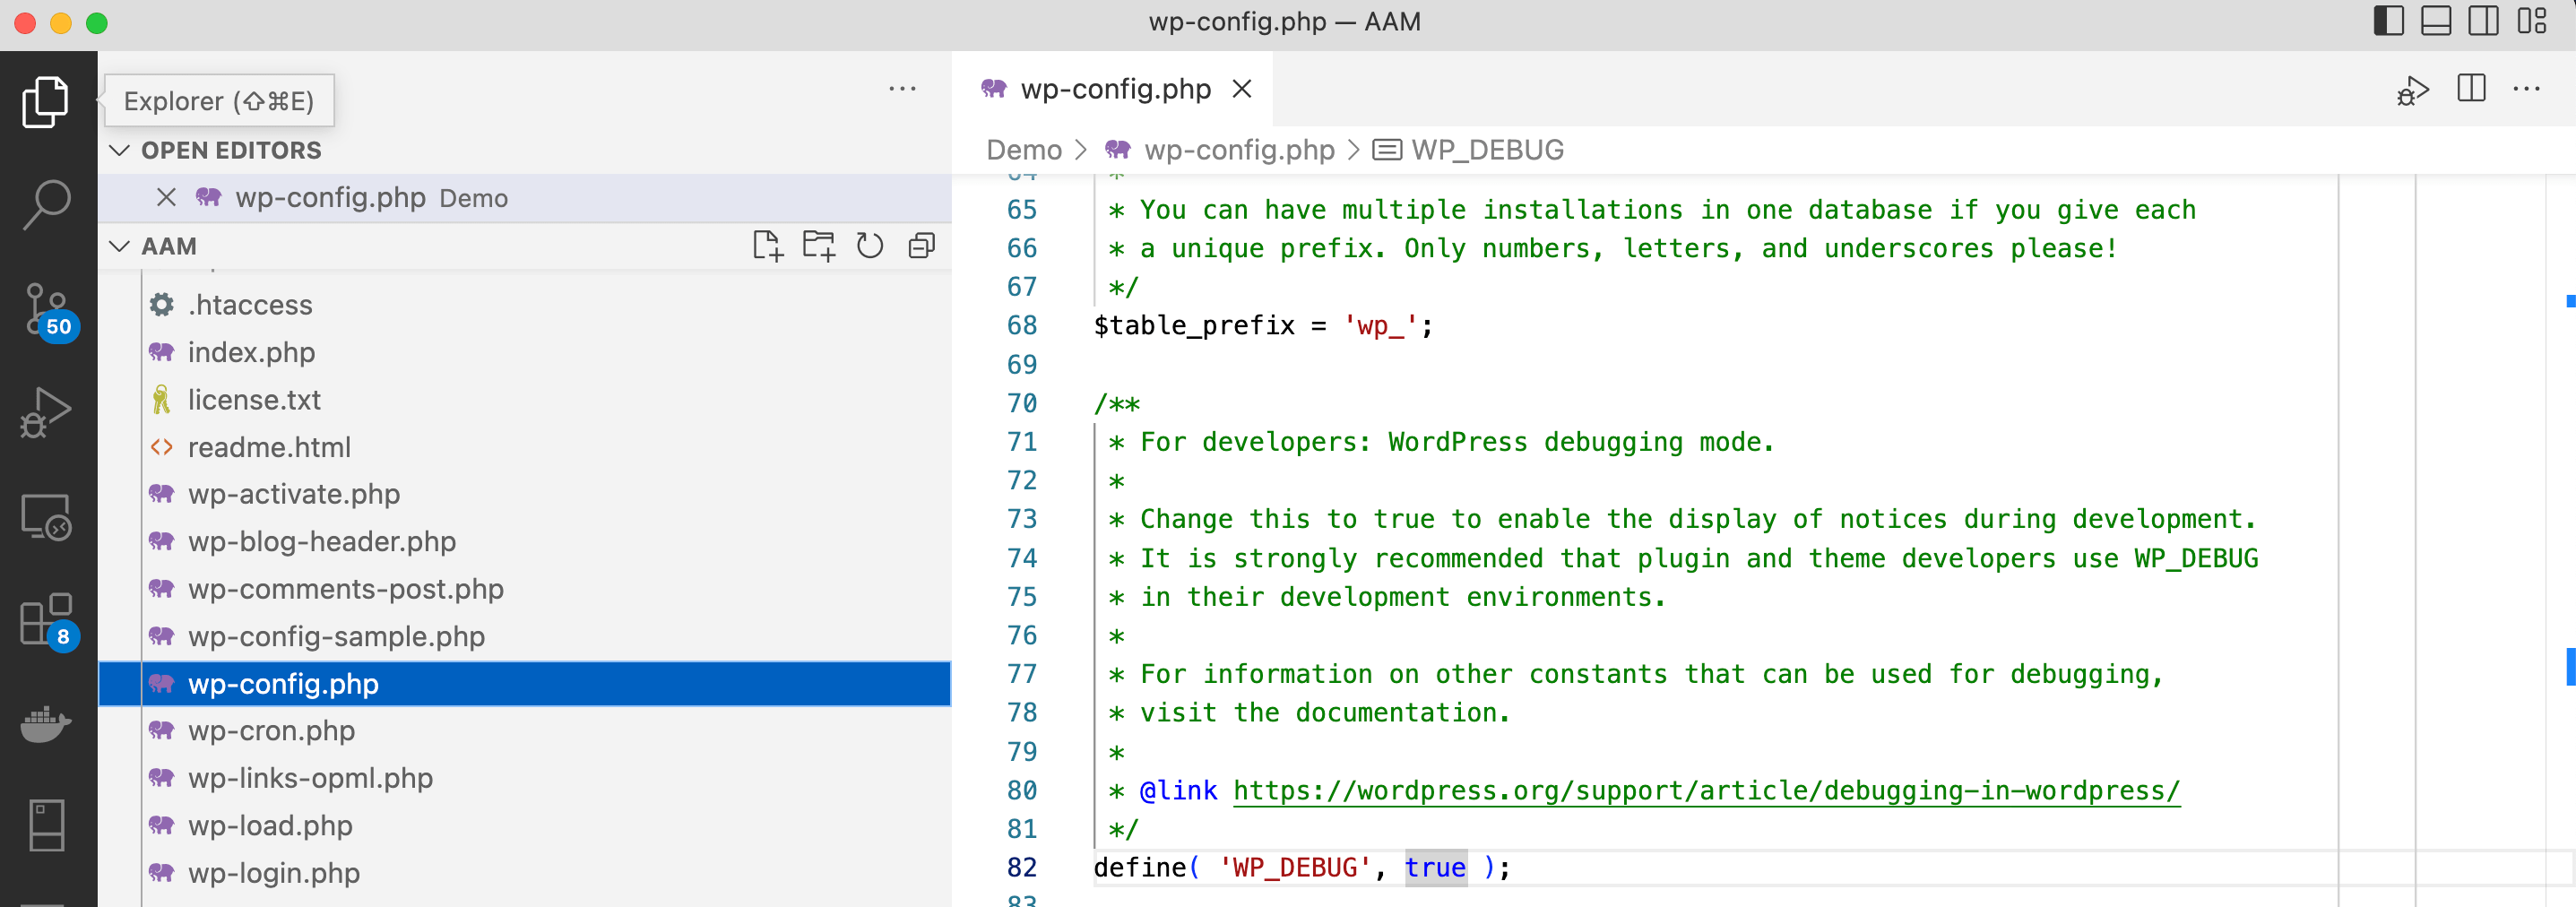 wp-config.php — AAM
Explorer (⇧⌘E)
OPEN EDITORS
wp-config.php Demo
AAM
.htaccess
index.php
license.txt
readme.html
wp-activate.php
wp-blog-header.php
wp-comments-post.php
wp-config-sample.php
wp-config.php
wp-cron.php
wp-links-opml.php
wp-load.php
wp-login.php
50
8
wp-config.php
Demo > wp-config.php > WP_DEBUG
64 *
65 * You can have multiple installations in one database if you give each
66 * a unique prefix. Only numbers, letters, and underscores please!
67 */
68 $table_prefix = 'wp_';
69
70 /**
71 * For developers: WordPress debugging mode.
72 *
73 * Change this to true to enable the display of notices during development.
74 * It is strongly recommended that plugin and theme developers use WP_DEBUG
75 * in their development environments.
76 *
77 * For information on other constants that can be used for debugging,
78 * visit the documentation.
79 *
80 * @link https://wordpress.org/support/article/debugging-in-wordpress/
81 */
82 define( 'WP_DEBUG', true );
83